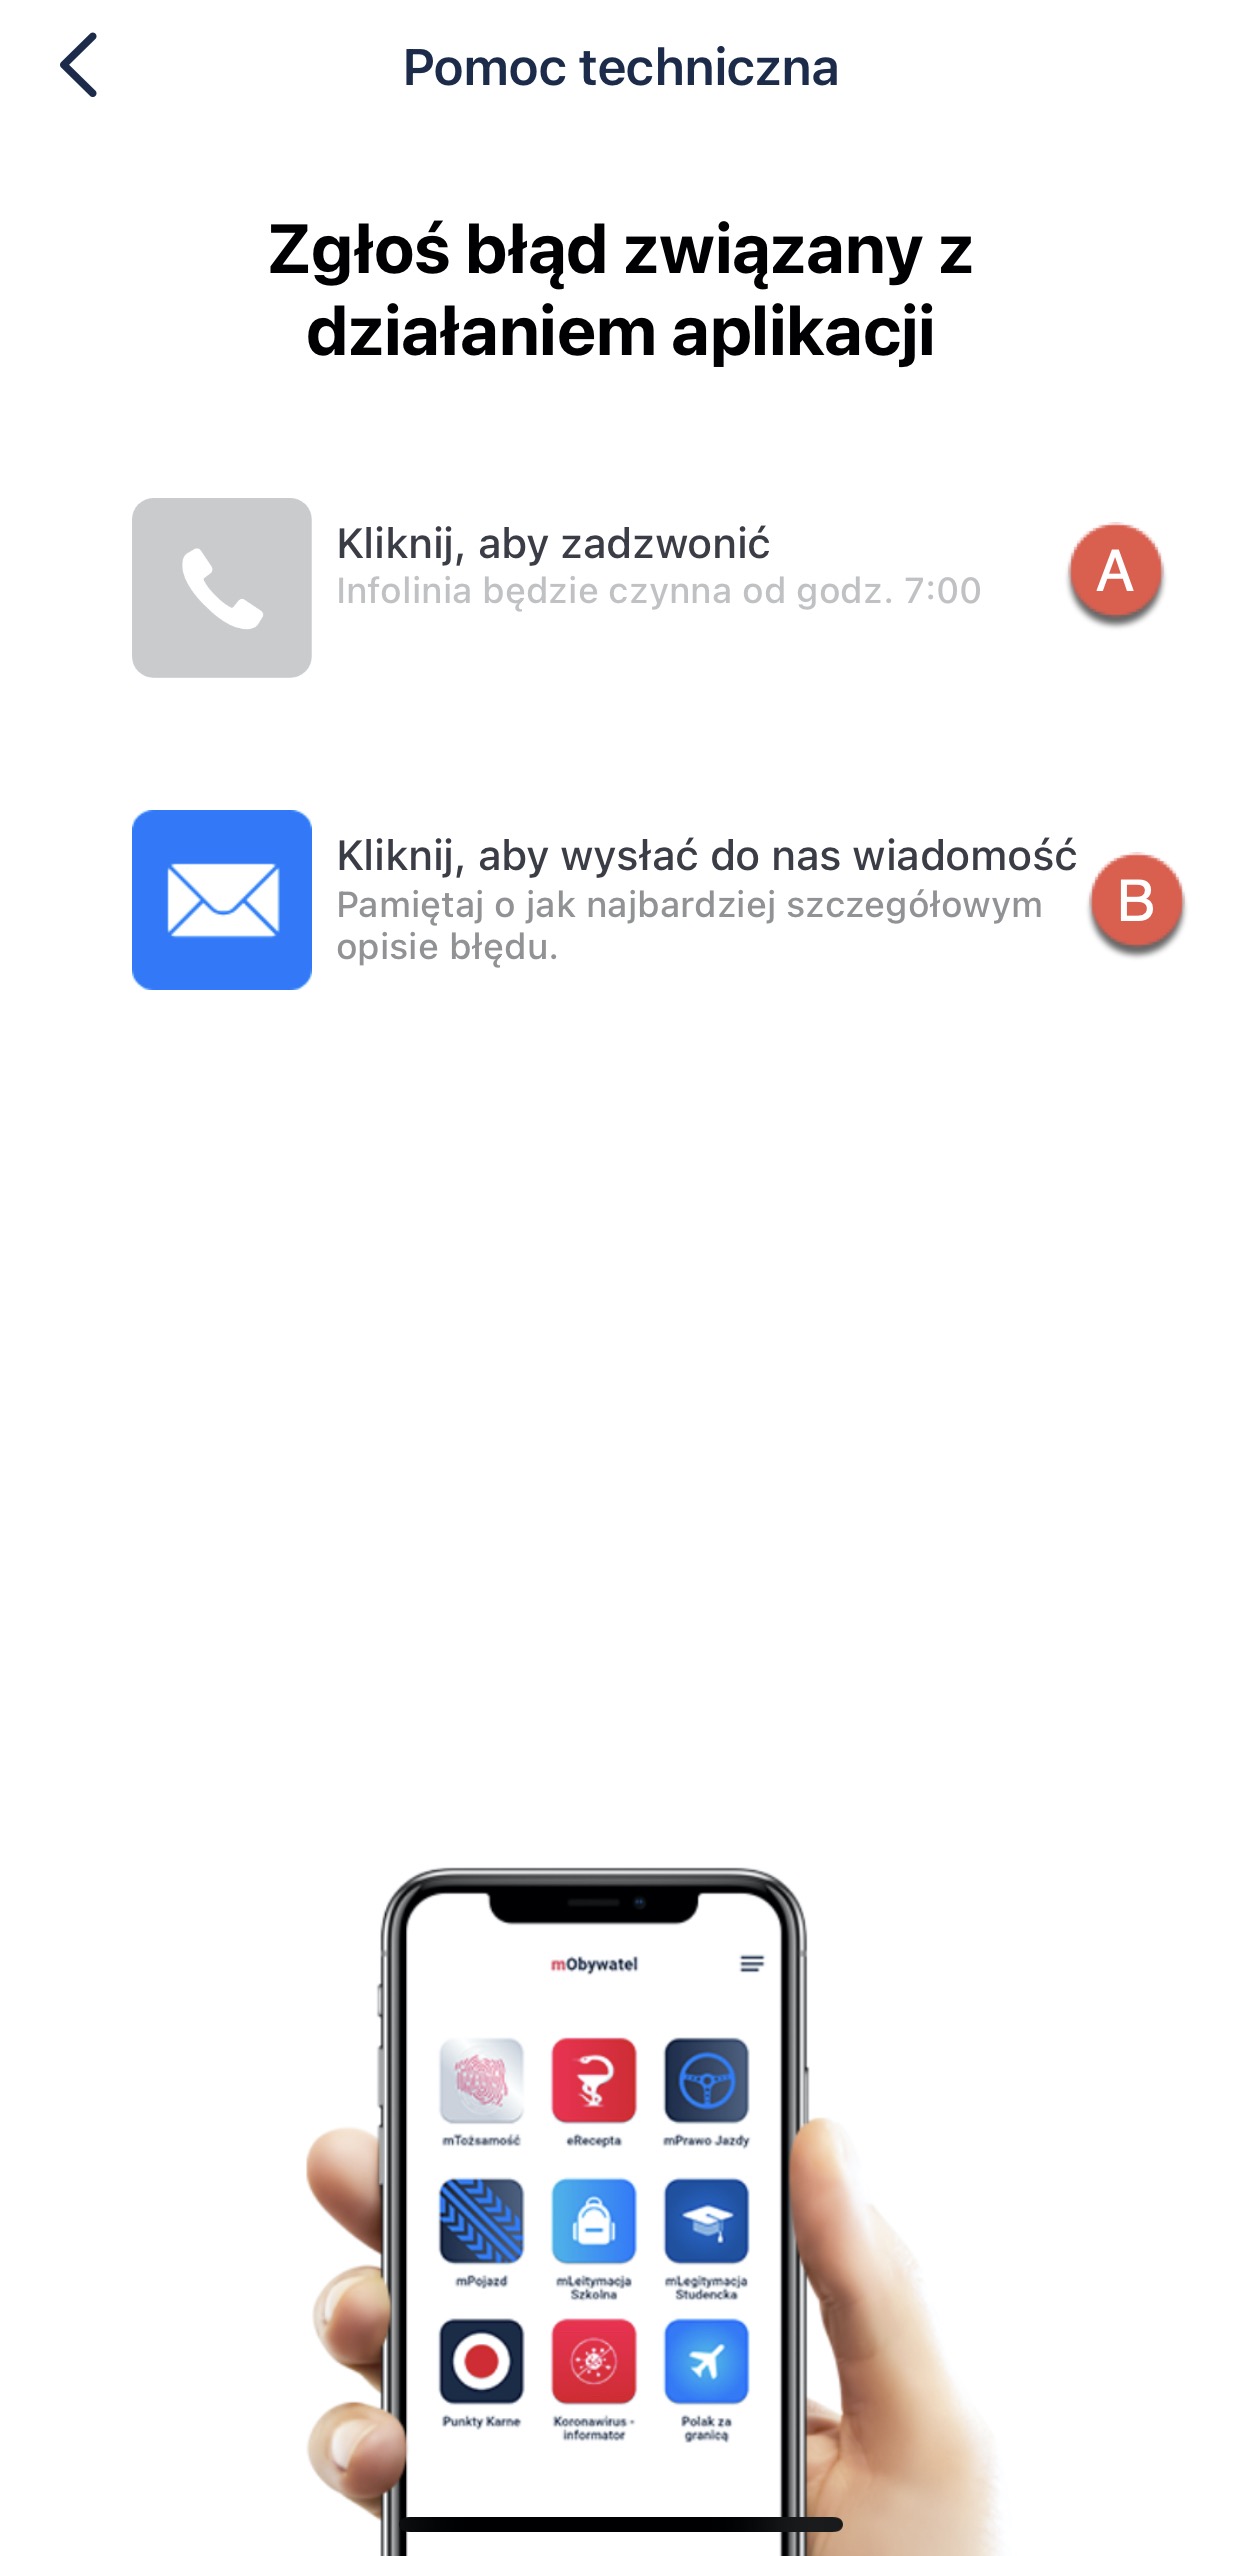 Pomoc techniczna
Zgłoś błąd związany z
działaniem aplikacji
Kliknij, aby zadzwonić
Infolinia będzie czynna od godz. 7:00
A
Kliknij, aby wysłać do nas wiadomość
Pamiętaj o jak najbardziej szczegółowym
opisie błędu.
B
mObywatel
mTożsamość eRecepta mPrawo Jazdy
mPojazd mLeitymacja mLegitymacja
Szkolna Studencka
Punkty Karne Koronawirus - Polak za
informator granicą